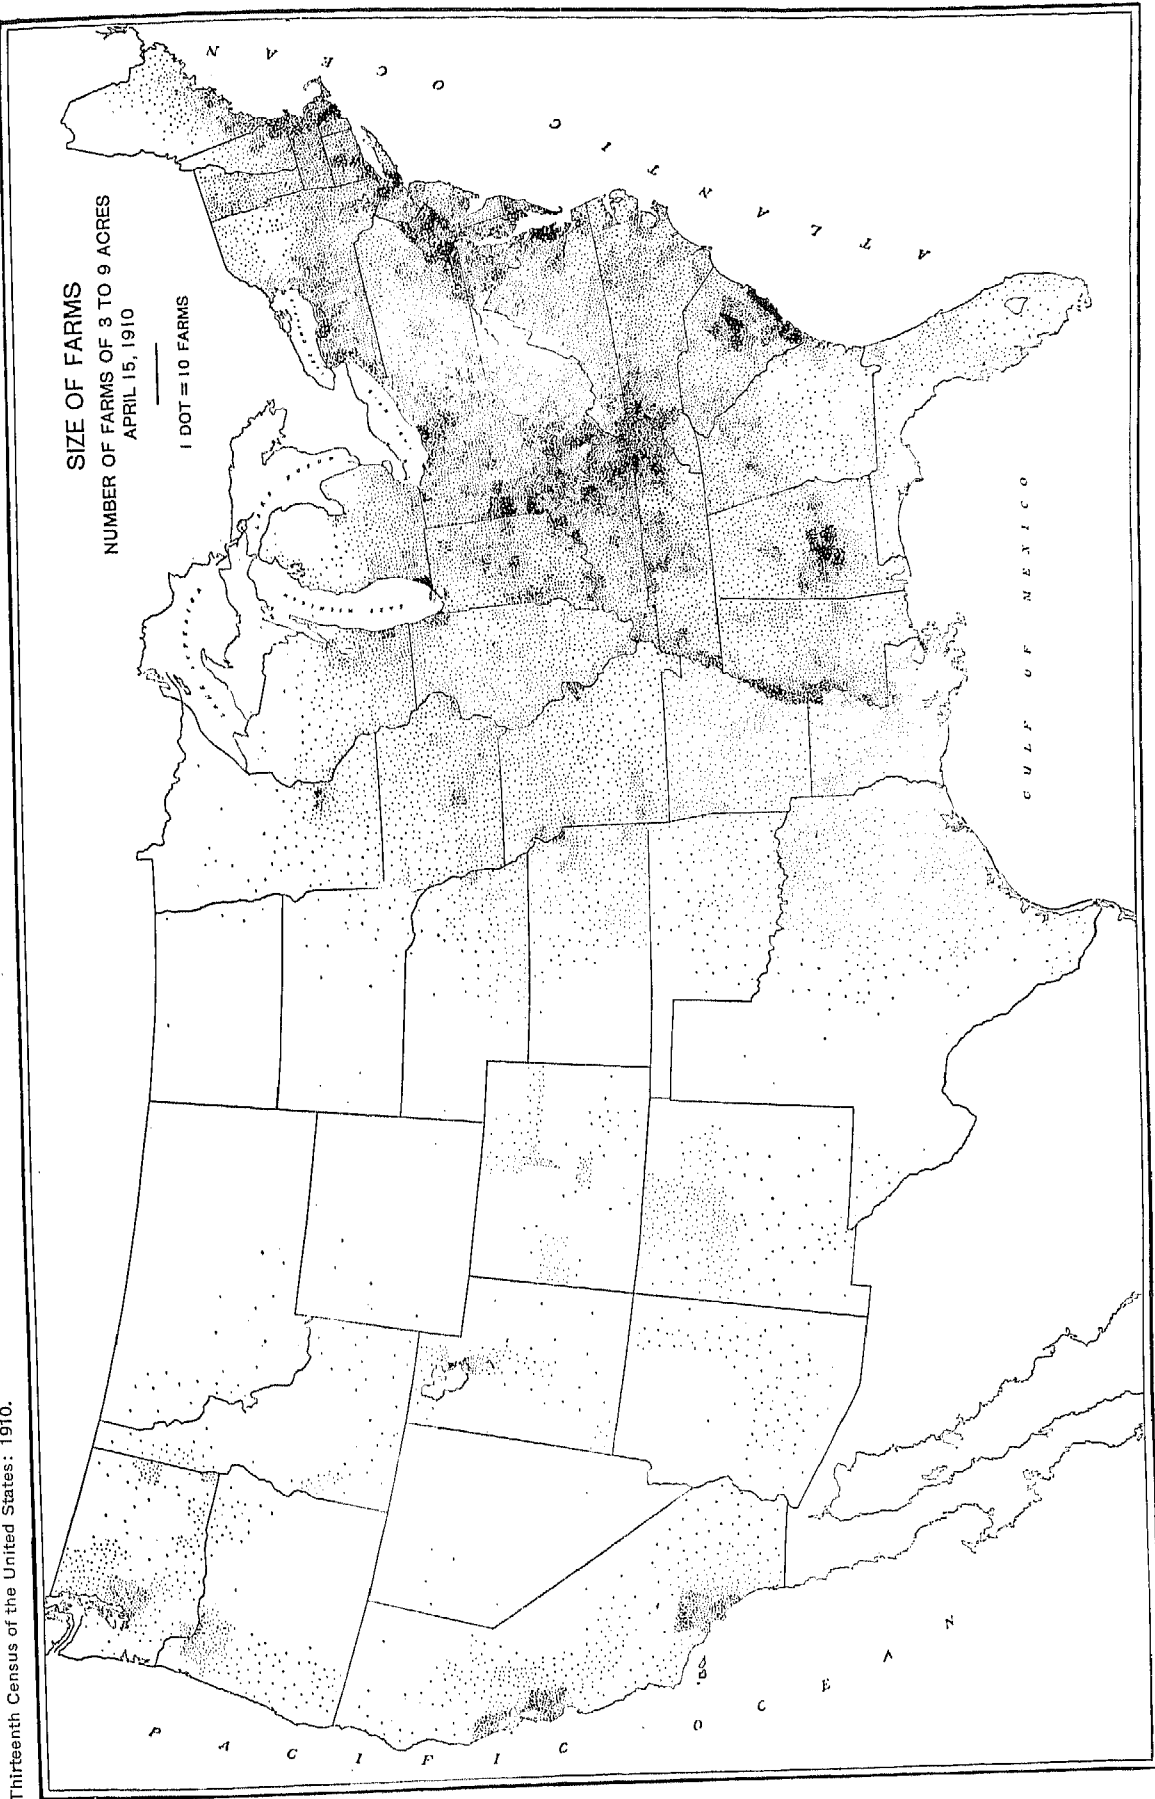 Thirteenth Census of the United States: 1910.
SIZE OF FARMS
NUMBER OF FARMS OF 3 TO 9 ACRES
APRIL 15, 1910
1 DOT = 10 FARMS
PACIFIC OCEAN
ATLANTIC OCEAN
GULF OF MEXICO